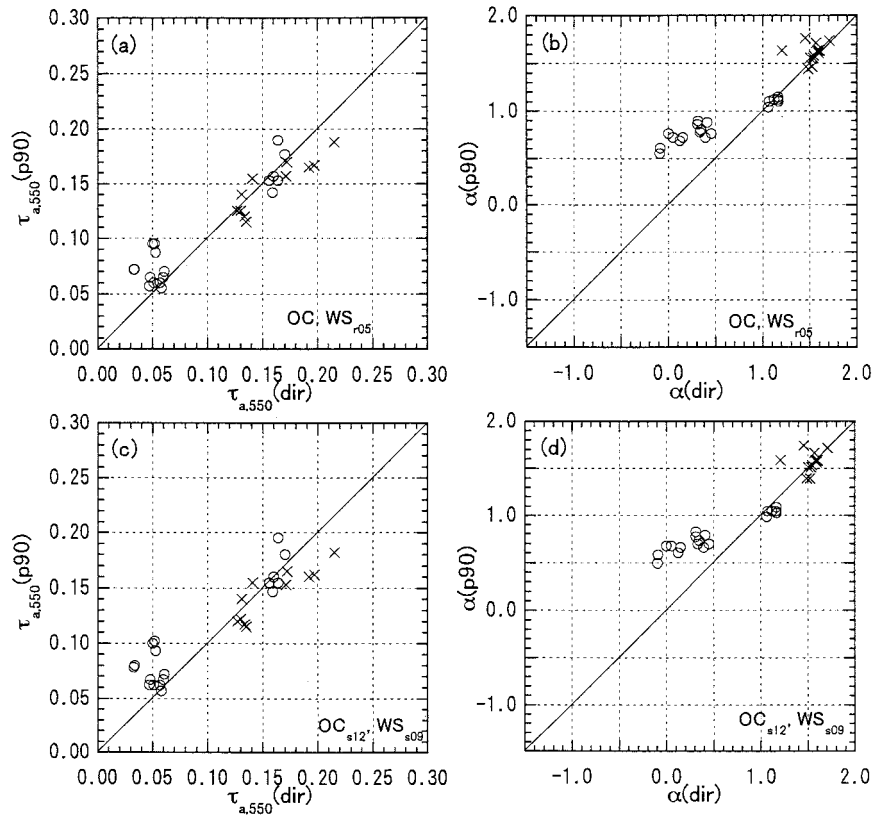 (a)
0.30
0.25
0.20
0.15
0.10
0.05
0.00
τa,550(p90)
OC, WSr05
0.00 0.05 0.10 0.15 0.20 0.25 0.30
τa,550(dir)
(b)
2.0
1.0
0.0
-1.0
α(p90)
OC, WSr05
-1.0 0.0 1.0 2.0
α(dir)
(c)
0.30
0.25
0.20
0.15
0.10
0.05
0.00
τa,550(p90)
OCs12, WSs09
0.00 0.05 0.10 0.15 0.20 0.25 0.30
τa,550(dir)
(d)
2.0
1.0
0.0
-1.0
α(p90)
OCs12, WSs09
-1.0 0.0 1.0 2.0
α(dir)